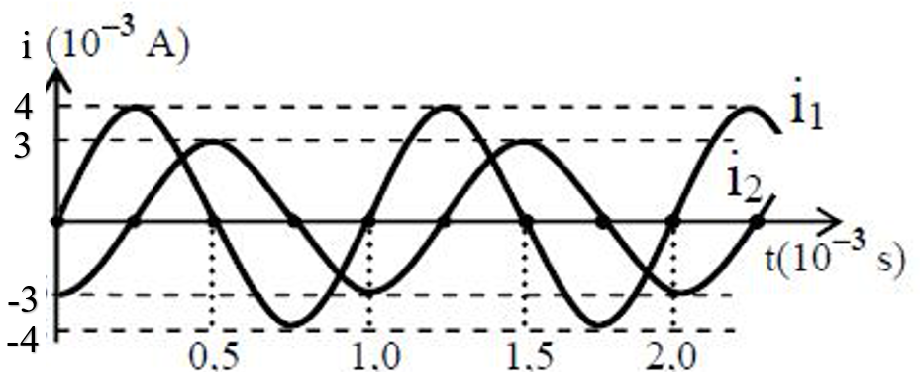 i (10⁻³ A)
4
3
i₁
i₂
t(10⁻³ s)
-3
-4
0,5 1,0 1,5 2,0